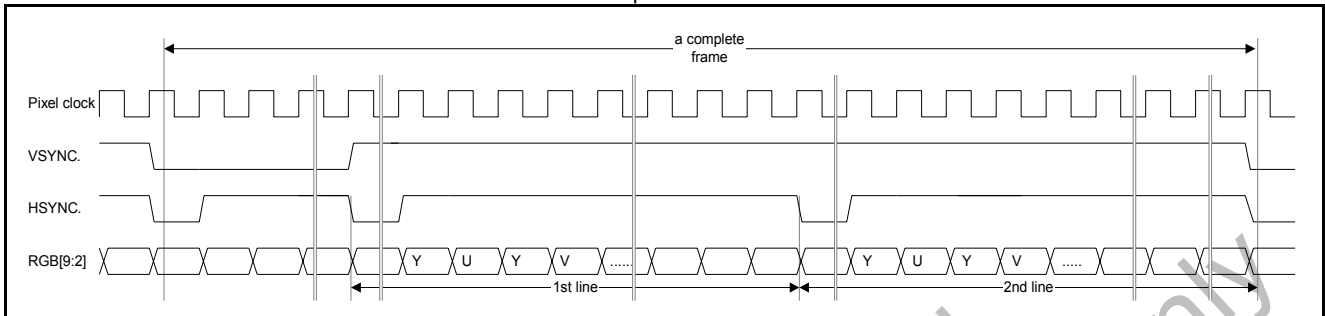 a complete
frame
Pixel clock
VSYNC.
HSYNC.
RGB[9:2] Y U Y V ...... Y U Y V .....
1st line 2nd line